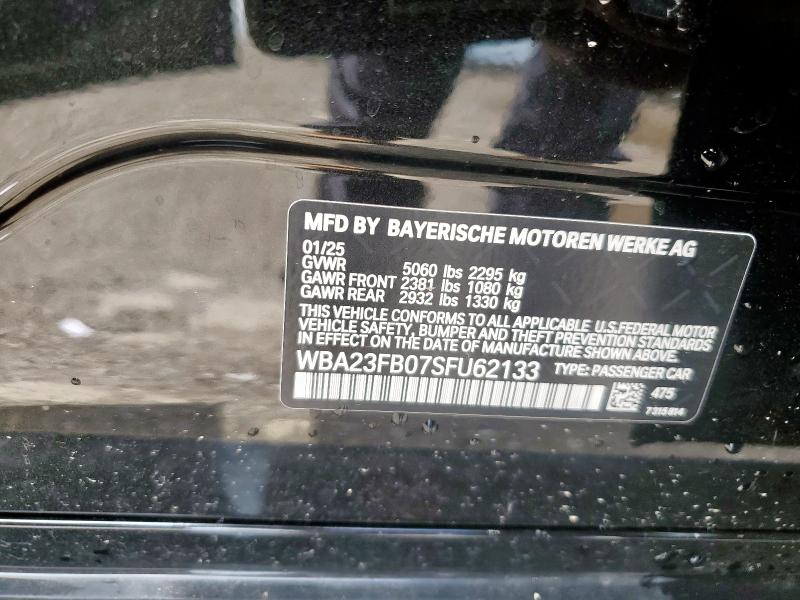 MFD BY BAYERISCHE MOTOREN WERKE AG
01/25
GVWR 5060 lbs 2295 kg
GAWR FRONT 2381 lbs 1080 kg
GAWR REAR 2932 lbs 1330 kg
THIS VEHICLE CONFORMS TO ALL APPLICABLE U.S.FEDERAL MOTOR
VEHICLE SAFETY, BUMPER AND THEFT PREVENTION STANDARDS
IN EFFECT ON THE DATE OF MANUFACTURE SHOWN ABOVE.
WBA23FB07SFU62133 TYPE: PASSENGER CAR
475
7315814